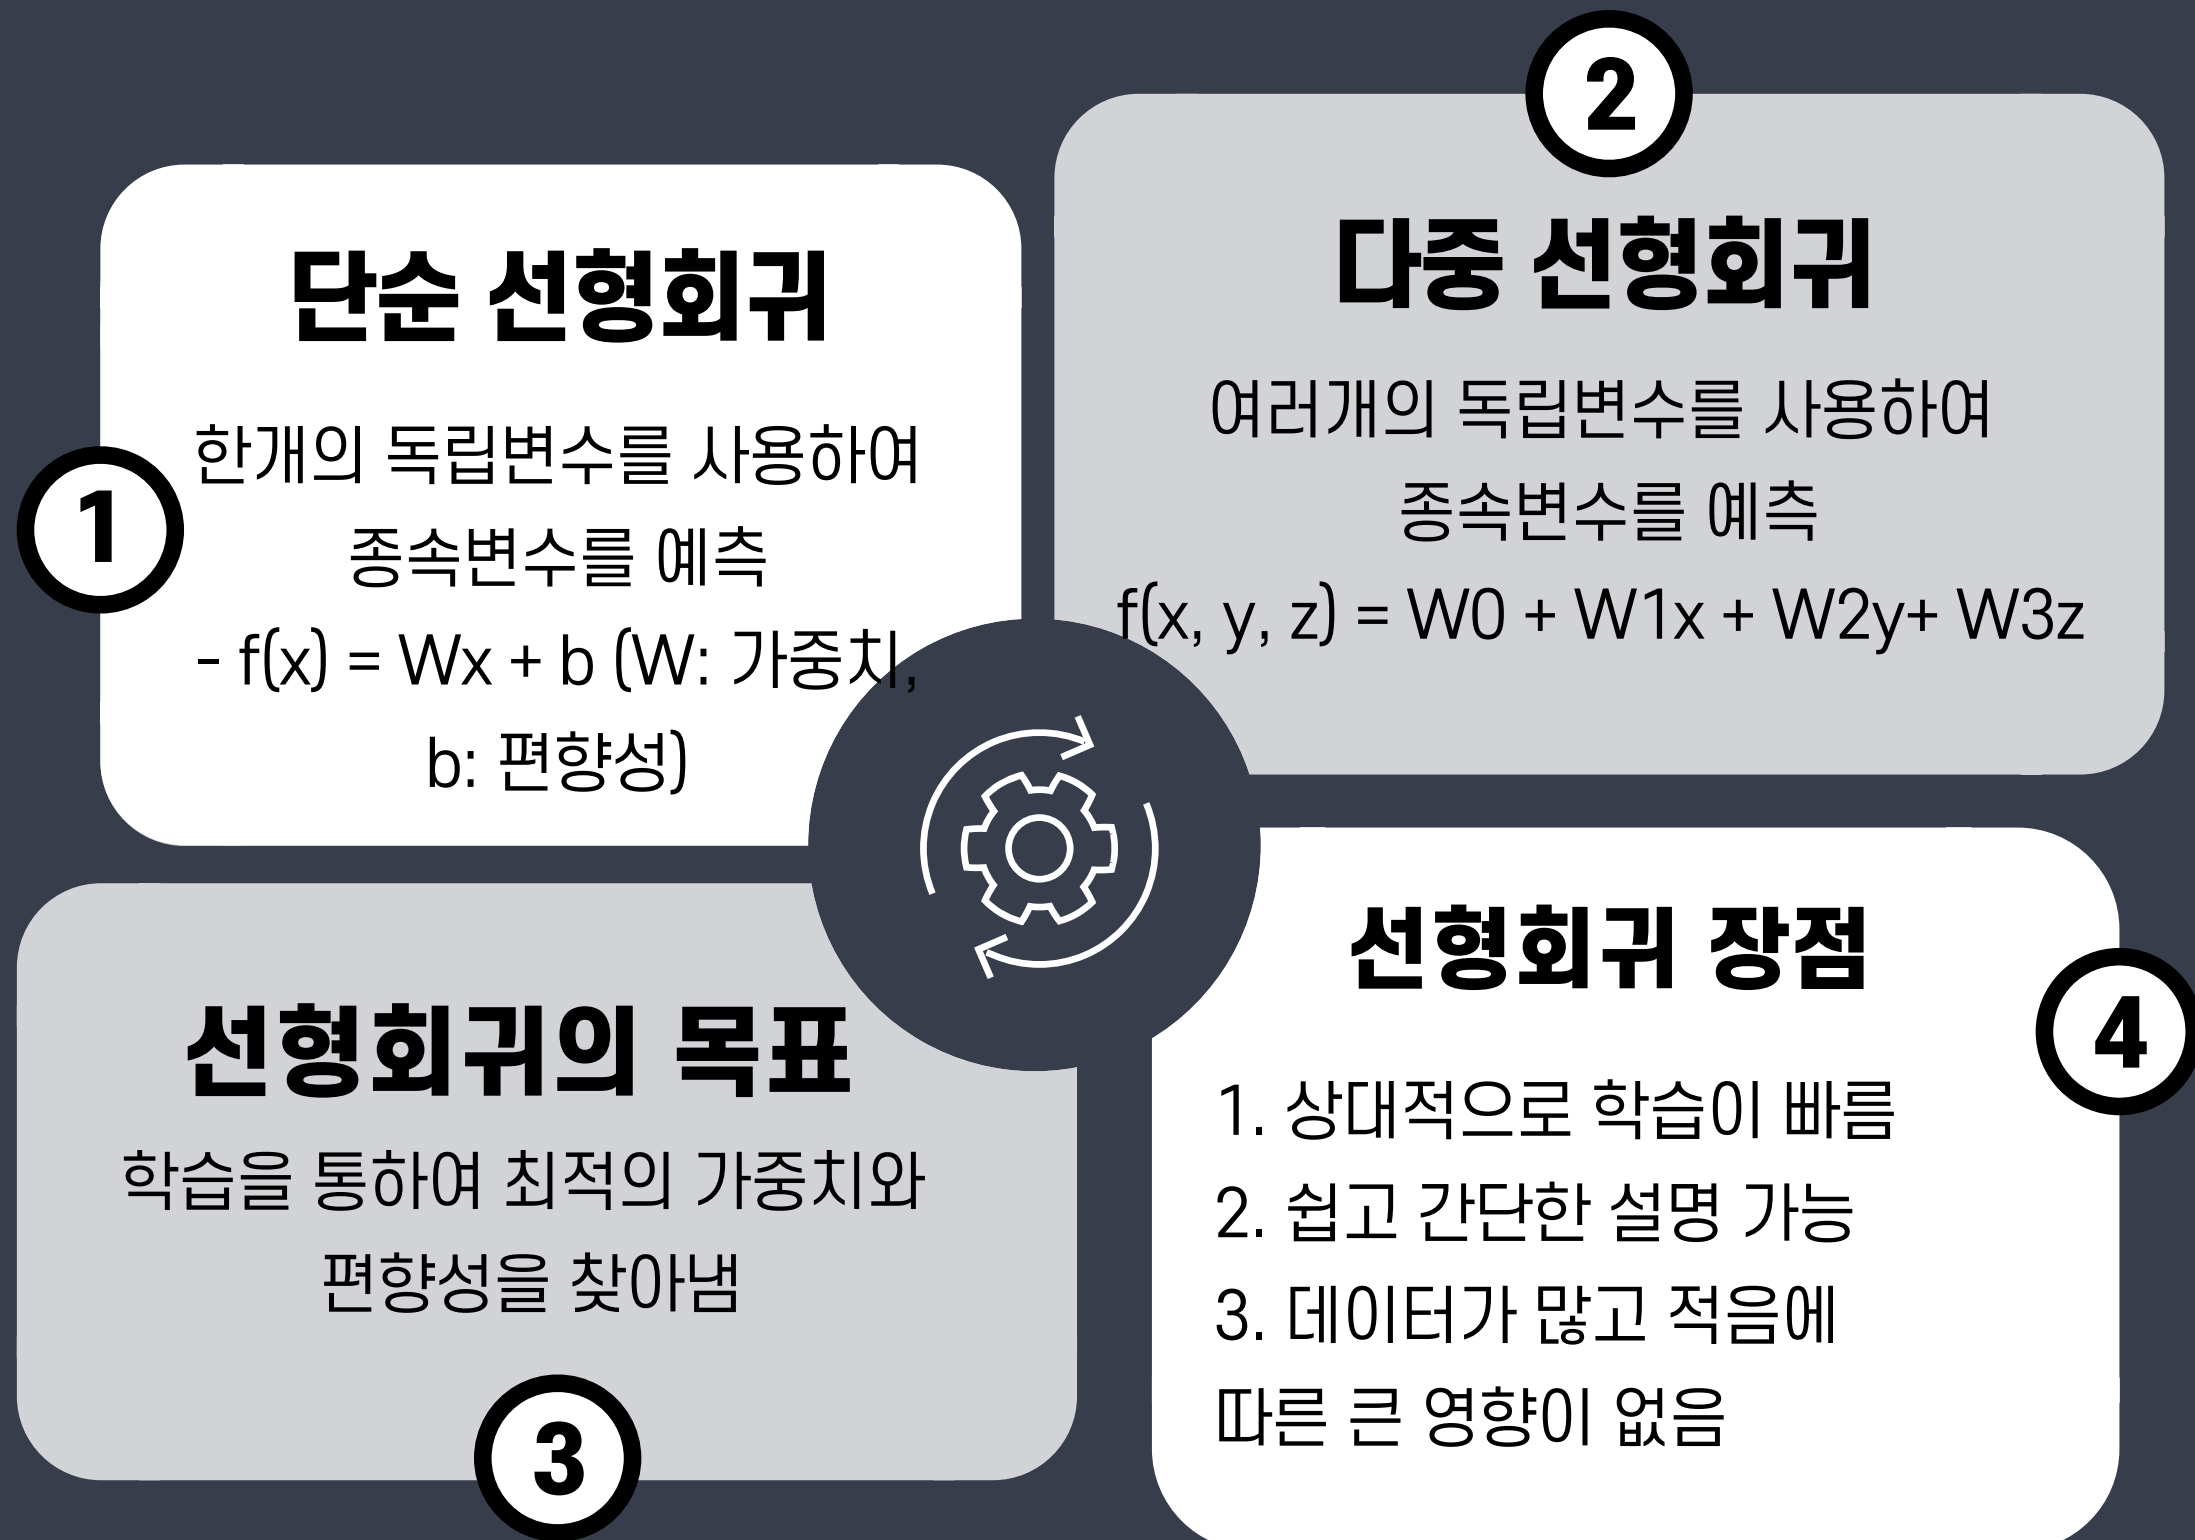 1
단순 선형회귀
한개의 독립변수를 사용하여
종속변수를 예측
- f(x) = Wx + b (W: 가중치,
b: 편향성)
2
다중 선형회귀
여러개의 독립변수를 사용하여
종속변수를 예측
f(x, y, z) = W0 + W1x + W2y+ W3z
선형회귀의 목표
학습을 통하여 최적의 가중치와
편향성을 찾아냄
3
선형회귀 장점
4
1. 상대적으로 학습이 빠름
2. 쉽고 간단한 설명 가능
3. 데이터가 많고 적음에
따른 큰 영향이 없음